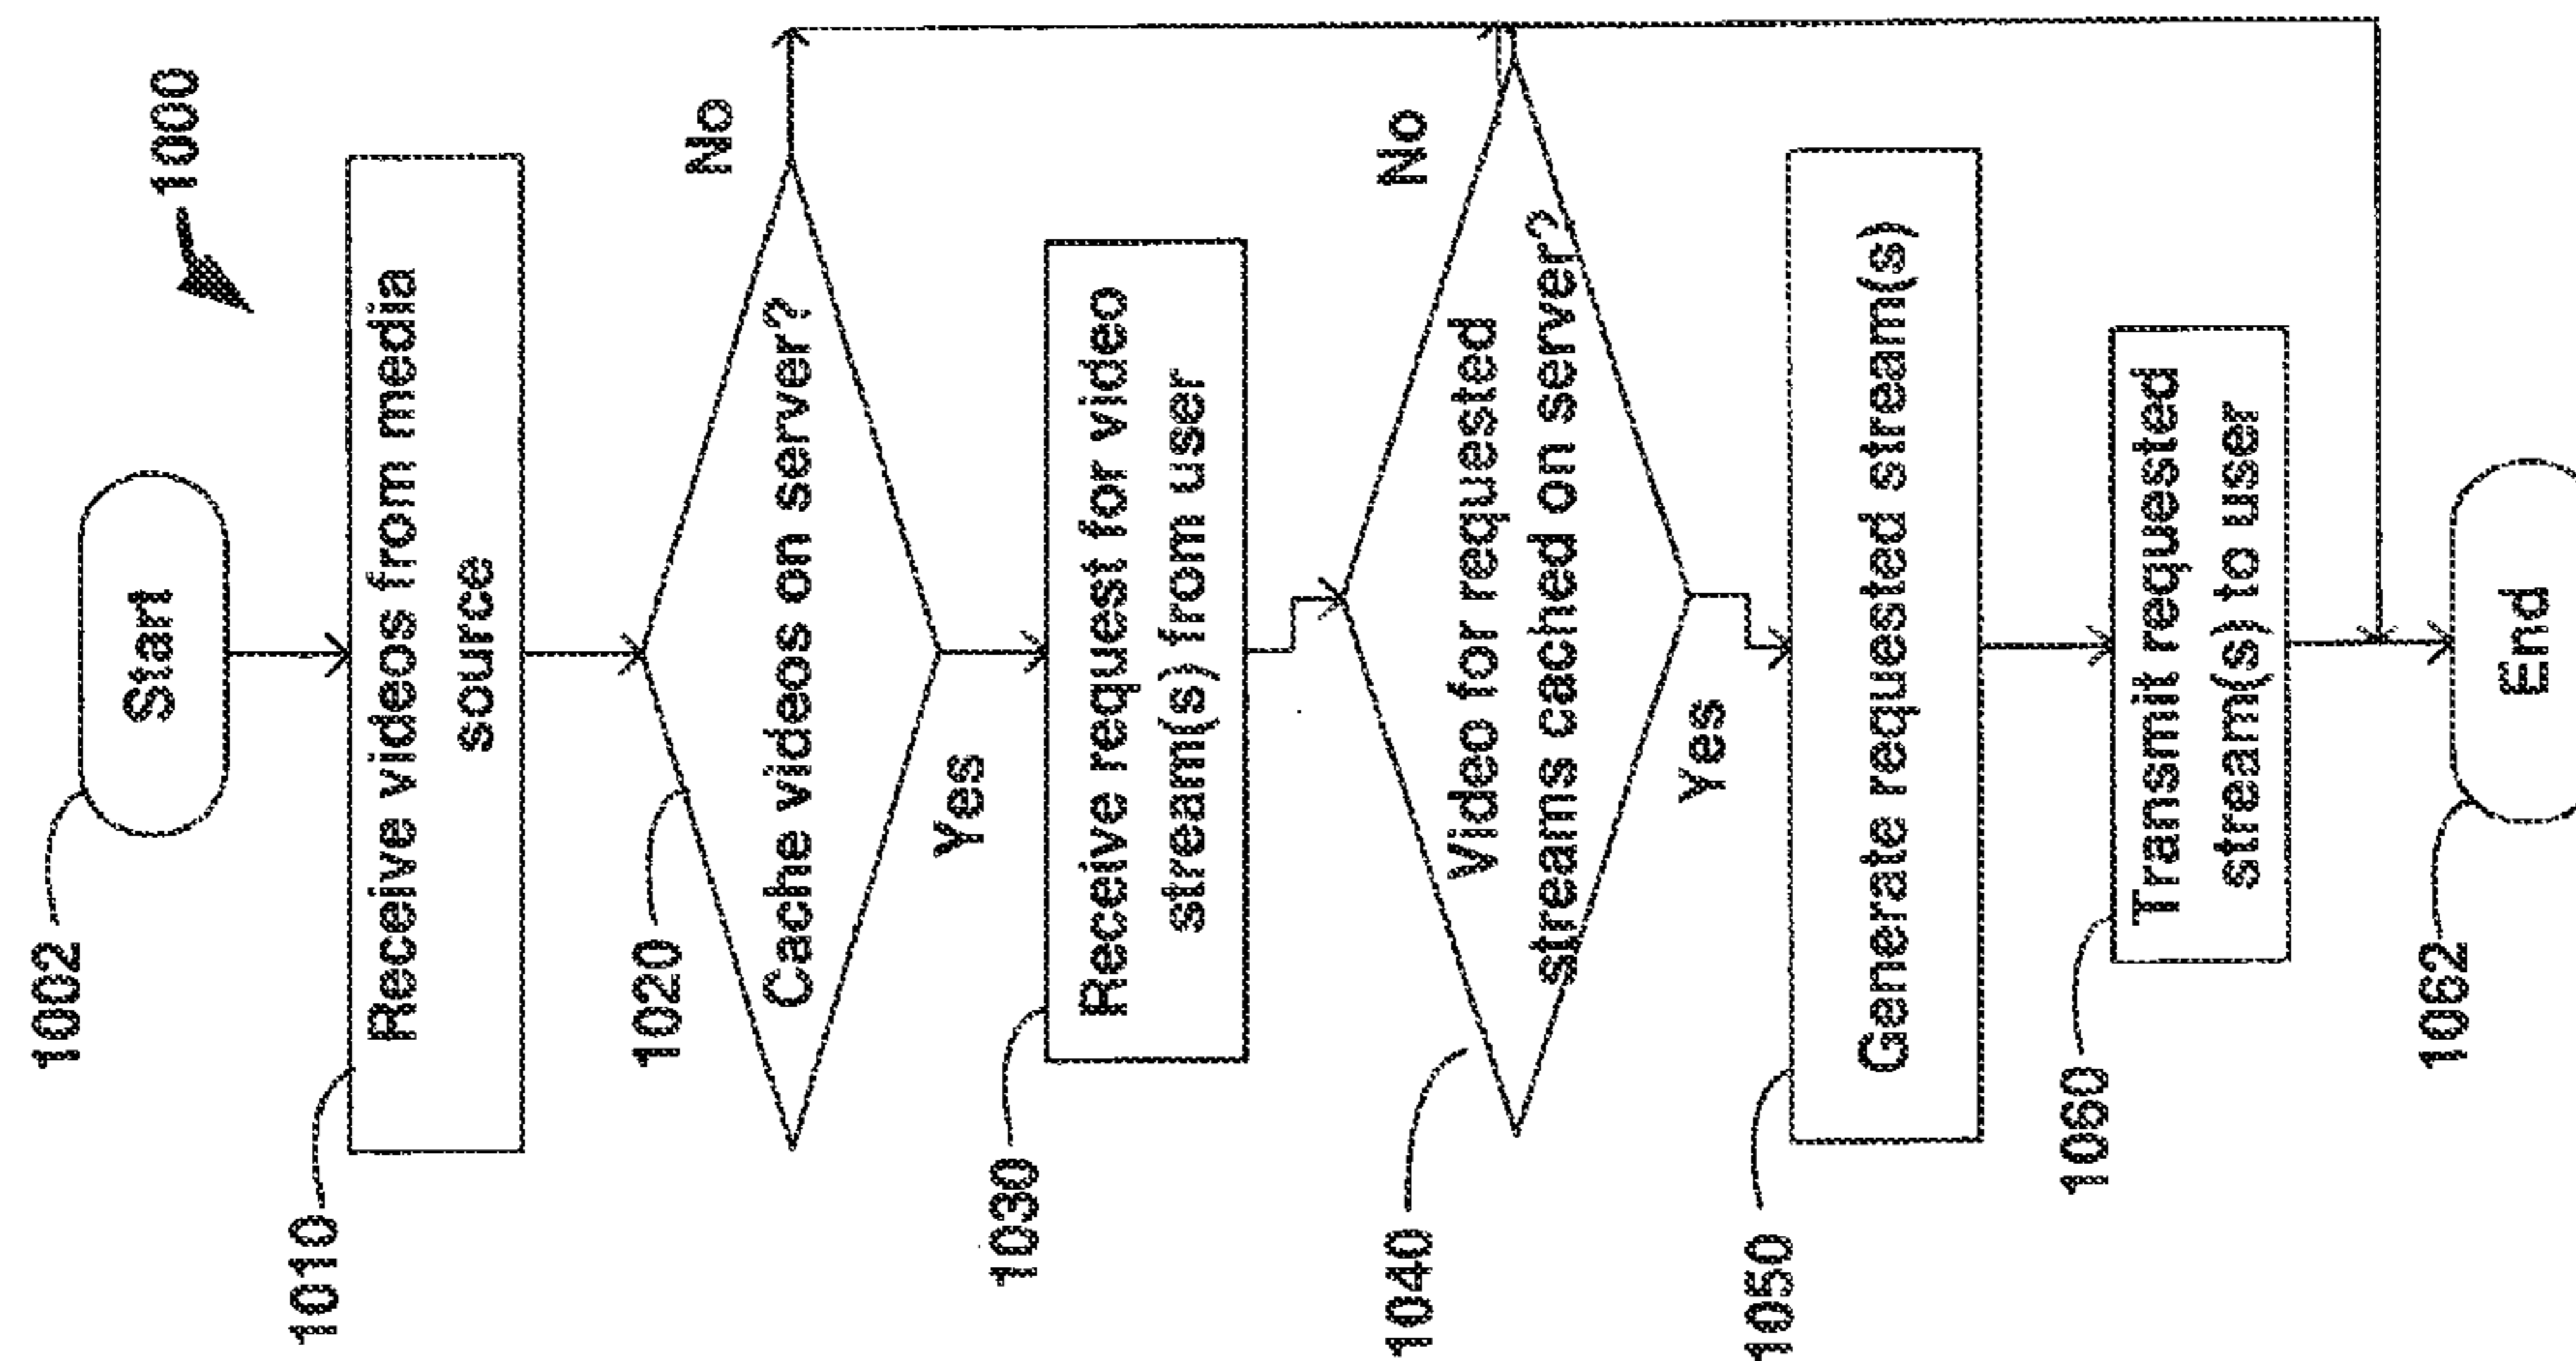 1000
1002
Start
1010
Receive videos from media
source
1020
Cache videos on server?
No
Yes
1030
Receive request for video
stream(s) from user
1040
Video for requested
streams cached on server?
No
Yes
1050
Generate requested stream(s)
1060
Transmit requested
stream(s) to user
1062
End